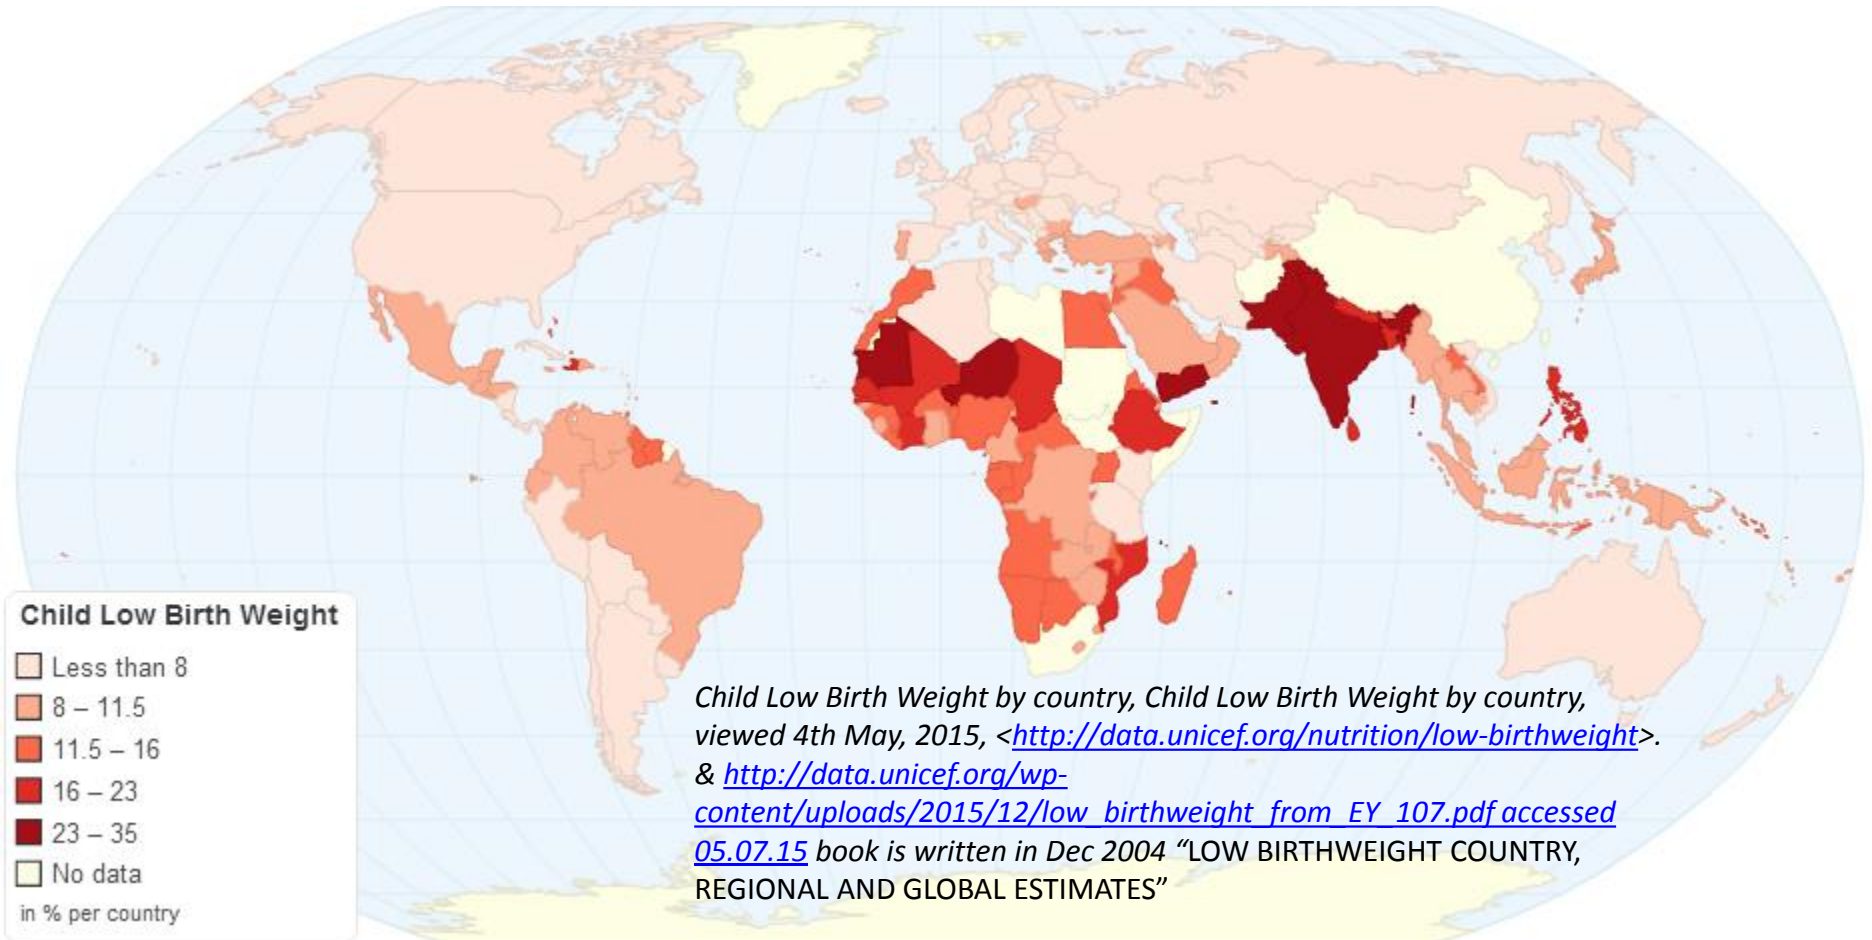 Child Low Birth Weight
Less than 8
8 – 11.5
11.5 – 16
16 – 23
23 – 35
No data
in % per country
Child Low Birth Weight by country, Child Low Birth Weight by country,
viewed 4th May, 2015, <http://data.unicef.org/nutrition/low-birthweight>.
& http://data.unicef.org/wp-
content/uploads/2015/12/low_birthweight_from_EY_107.pdf accessed
05.07.15 book is written in Dec 2004 “LOW BIRTHWEIGHT COUNTRY,
REGIONAL AND GLOBAL ESTIMATES”